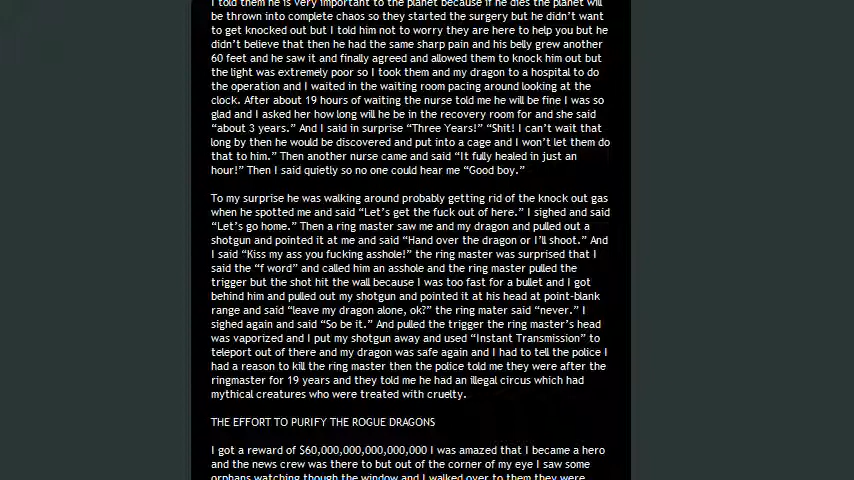 I told them he is very important to the planet because if he dies the planet will
be thrown into complete chaos so they started the surgery but he didn’t want
to get knocked out but I told him not to worry they are here to help you but he
didn’t believe that then he had the same sharp pain and his belly grew another
60 feet and he saw it and finally agreed and allowed them to knock him out but
the light was extremely poor so I took them and my dragon to a hospital to do
the operation and I waited in the waiting room pacing around looking at the
clock. After about 19 hours of waiting the nurse told me he will be fine I was so
glad and I asked her how long will he be in the recovery room for and she said
“about 3 years.” And I said in surprise “Three Years!” “Shit! I can’t wait that
long by then he would be discovered and put into a cage and I won’t let them do
that to him.” Then another nurse came and said “It fully healed in just an
hour!” Then I said quietly so no one could hear me “Good boy.”
To my surprise he was walking around probably getting rid of the knock out gas
when he spotted me and said “Let’s get the fuck out of here.” I sighed and said
“Let’s go home.” Then a ring master saw me and my dragon and pulled out a
shotgun and pointed it at me and said “Hand over the dragon or I’ll shoot.” And
I said “Kiss my ass you fucking asshole!” the ring master was surprised that I
said the “f word” and called him an asshole and the ring master pulled the
trigger but the shot hit the wall because I was too fast for a bullet and I got
behind him and pulled out my shotgun and pointed it at his head at point-blank
range and said “leave my dragon alone, ok?” the ring mater said “never.” I
sighed again and said “So be it.” And pulled the trigger the ring master’s head
was vaporized and I put my shotgun away and used “Instant Transmission” to
teleport out of there and my dragon was safe again and I had to tell the police I
had a reason to kill the ring master then the police told me they were after the
ringmaster for 19 years and they told me he had an illegal circus which had
mythical creatures who were treated with cruelty.
THE EFFORT TO PURIFY THE ROGUE DRAGONS
I got a reward of $60,000,000,000,000,000 I was amazed that I became a hero
and the news crew was there to but out of the corner of my eye I saw some
orphans watching though the window and I walked over to them they were